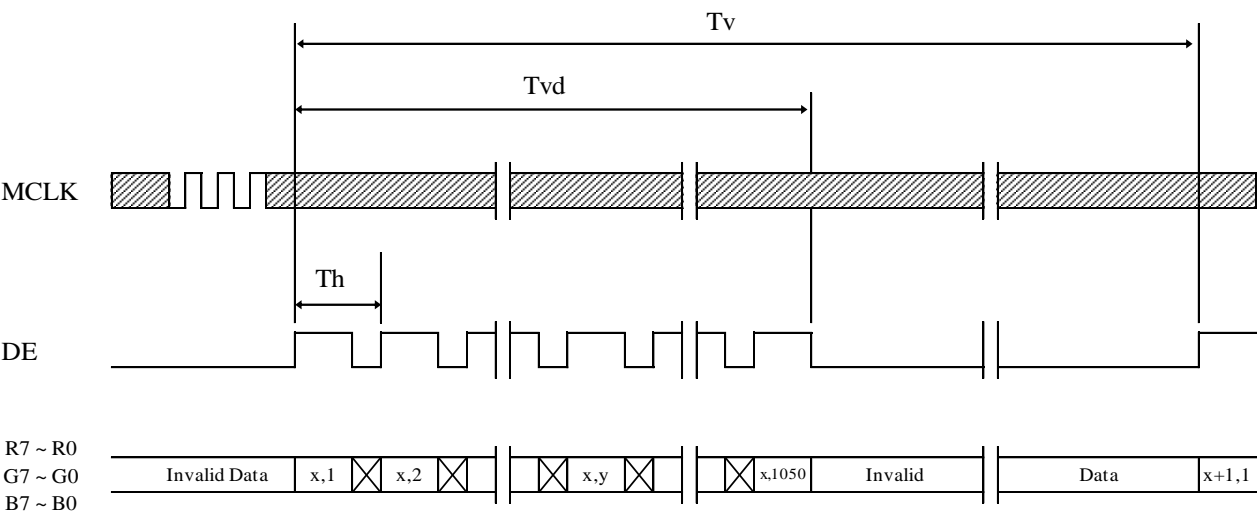 Tv
Tvd
MCLK
Th
DE
R7 ~ R0
G7 ~ G0
B7 ~ B0
Invalid Data x,1 x,2 x,y x,1050 Invalid Data x+1,1